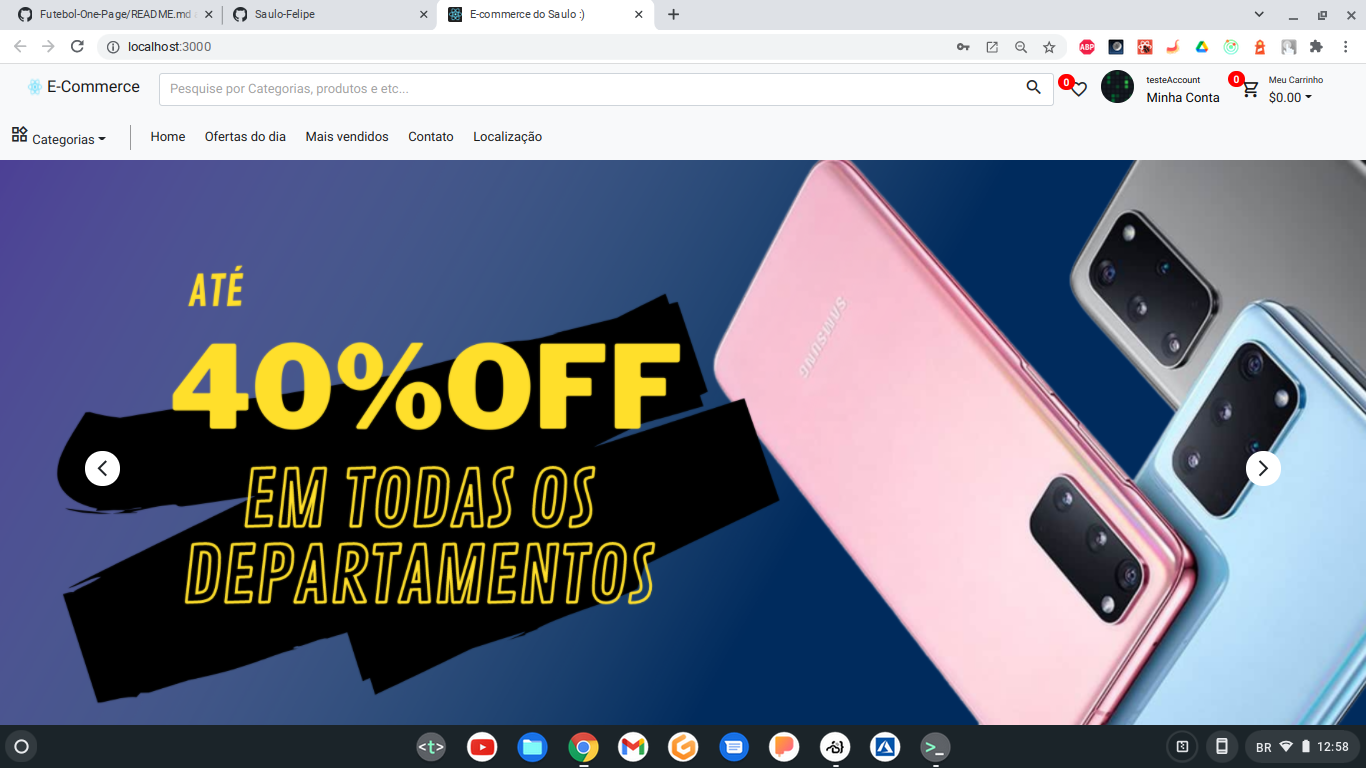 Futebol-One-Page/README.md
Saulo-Felipe
E-commerce do Saulo :)
localhost:3000
ABP
E-Commerce
Pesquise por Categorias, produtos e etc...
0
testeAccount
Minha Conta
0
Meu Carrinho
$0.00
Categorias
Home
Ofertas do dia
Mais vendidos
Contato
Localização
ATÉ
40%OFF
EM TODAS OS
DEPARTAMENTOS
SAMSUNG
<t>
>_
BR
12:58